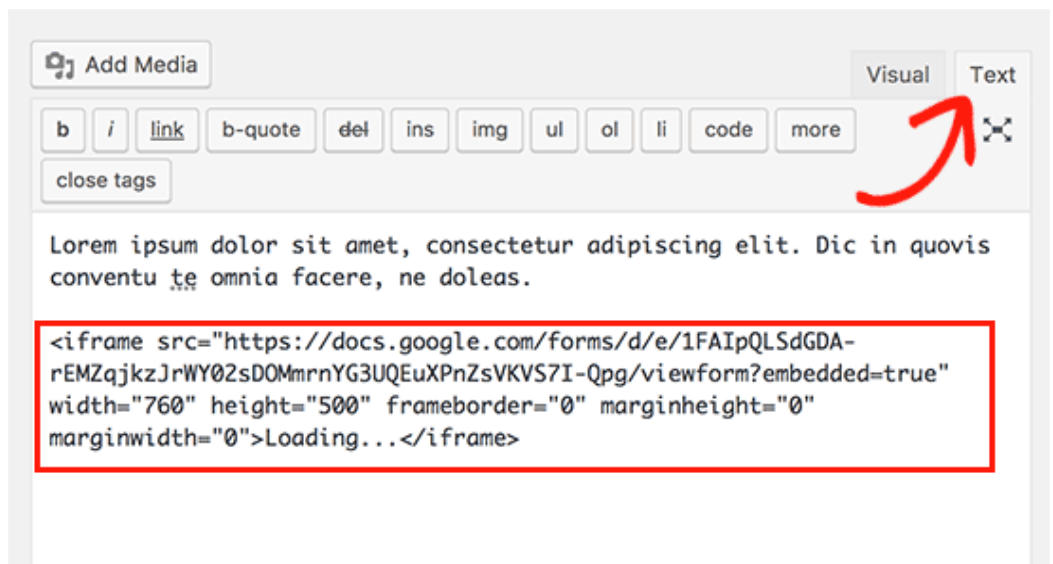 Add Media
Visual Text
b i link b-quote del ins img ul ol li code more
close tags
Lorem ipsum dolor sit amet, consectetur adipiscing elit. Dic in quovis
conventu te omnia facere, ne doleas.
<iframe src="https://docs.google.com/forms/d/e/1FAIpQLSdGDA-
rEMZqjkzJrWY02sDOMmrnYG3UQEuXPnZsVKVS7I-Qpg/viewform?embedded=true"
width="760" height="500" frameborder="0" marginheight="0"
marginwidth="0">Loading...</iframe>